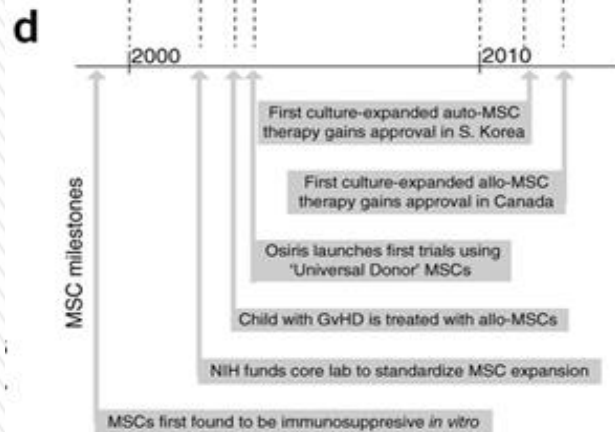 d
2000
2010
First culture-expanded auto-MSC
therapy gains approval in S. Korea
First culture-expanded allo-MSC
therapy gains approval in Canada
Osiris launches first trials using
'Universal Donor' MSCs
Child with GvHD is treated with allo-MSCs
NIH funds core lab to standardize MSC expansion
MSCs first found to be immunosuppresive in vitro
MSC milestones